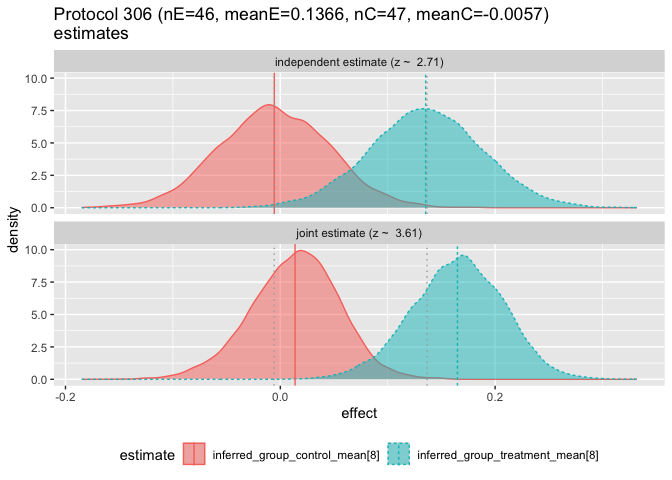 Protocol 306 (nE=46, meanE=0.1366, nC=47, meanC=-0.0057)
estimates
independent estimate (z ~ 2.71)
10.0
7.5
5.0
2.5
0.0
joint estimate (z ~ 3.61)
10.0
7.5
5.0
2.5
0.0
density
-0.2
0.0
0.2
effect
estimate
inferred_group_control_mean[8]
inferred_group_treatment_mean[8]